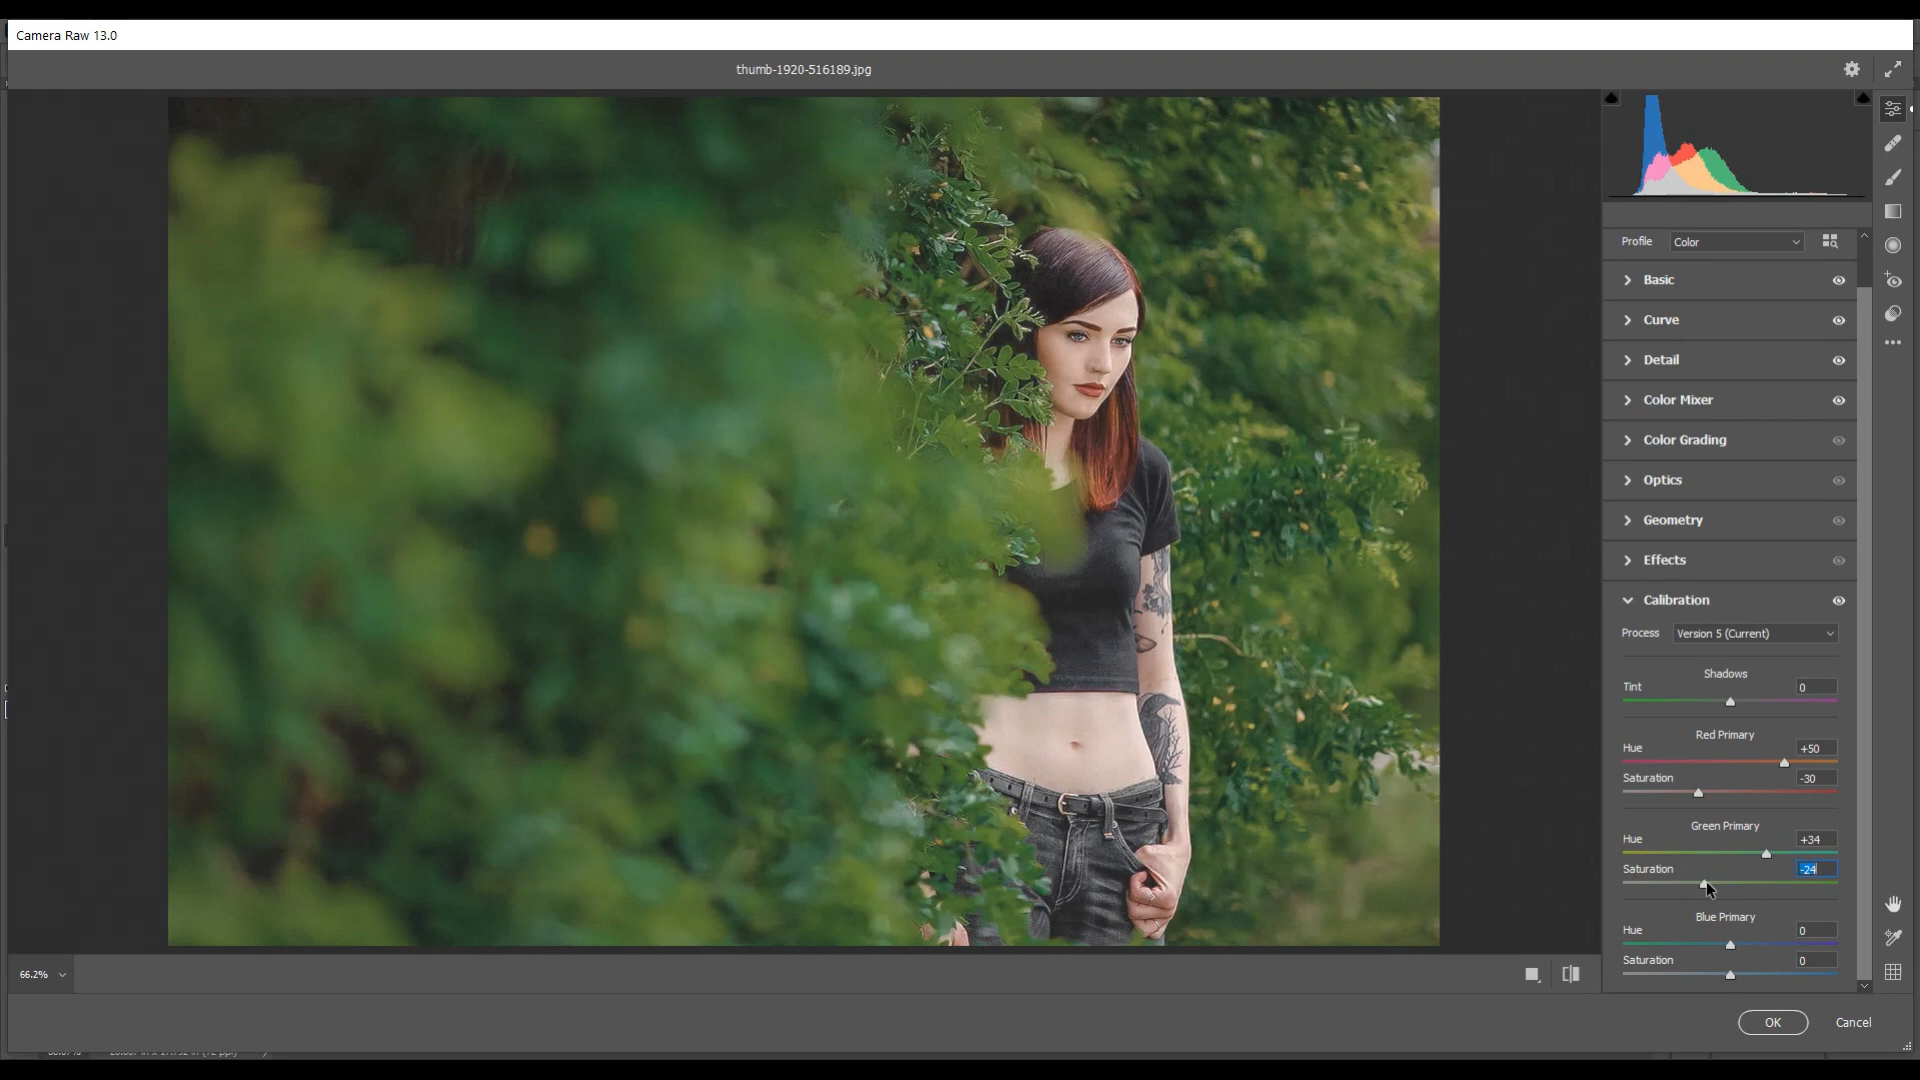 Camera Raw 13.0
thumb-1920-516189.jpg
Profile Color
Basic
Curve
Detail
Color Mixer
Color Grading
Optics
Geometry
Effects
Calibration
Process Version 5 (Current)
Shadows
Tint 0
Red Primary
Hue +50
Saturation -30
Green Primary
Hue +34
Saturation -24
Blue Primary
Hue 0
Saturation 0
66.2%
OK Cancel